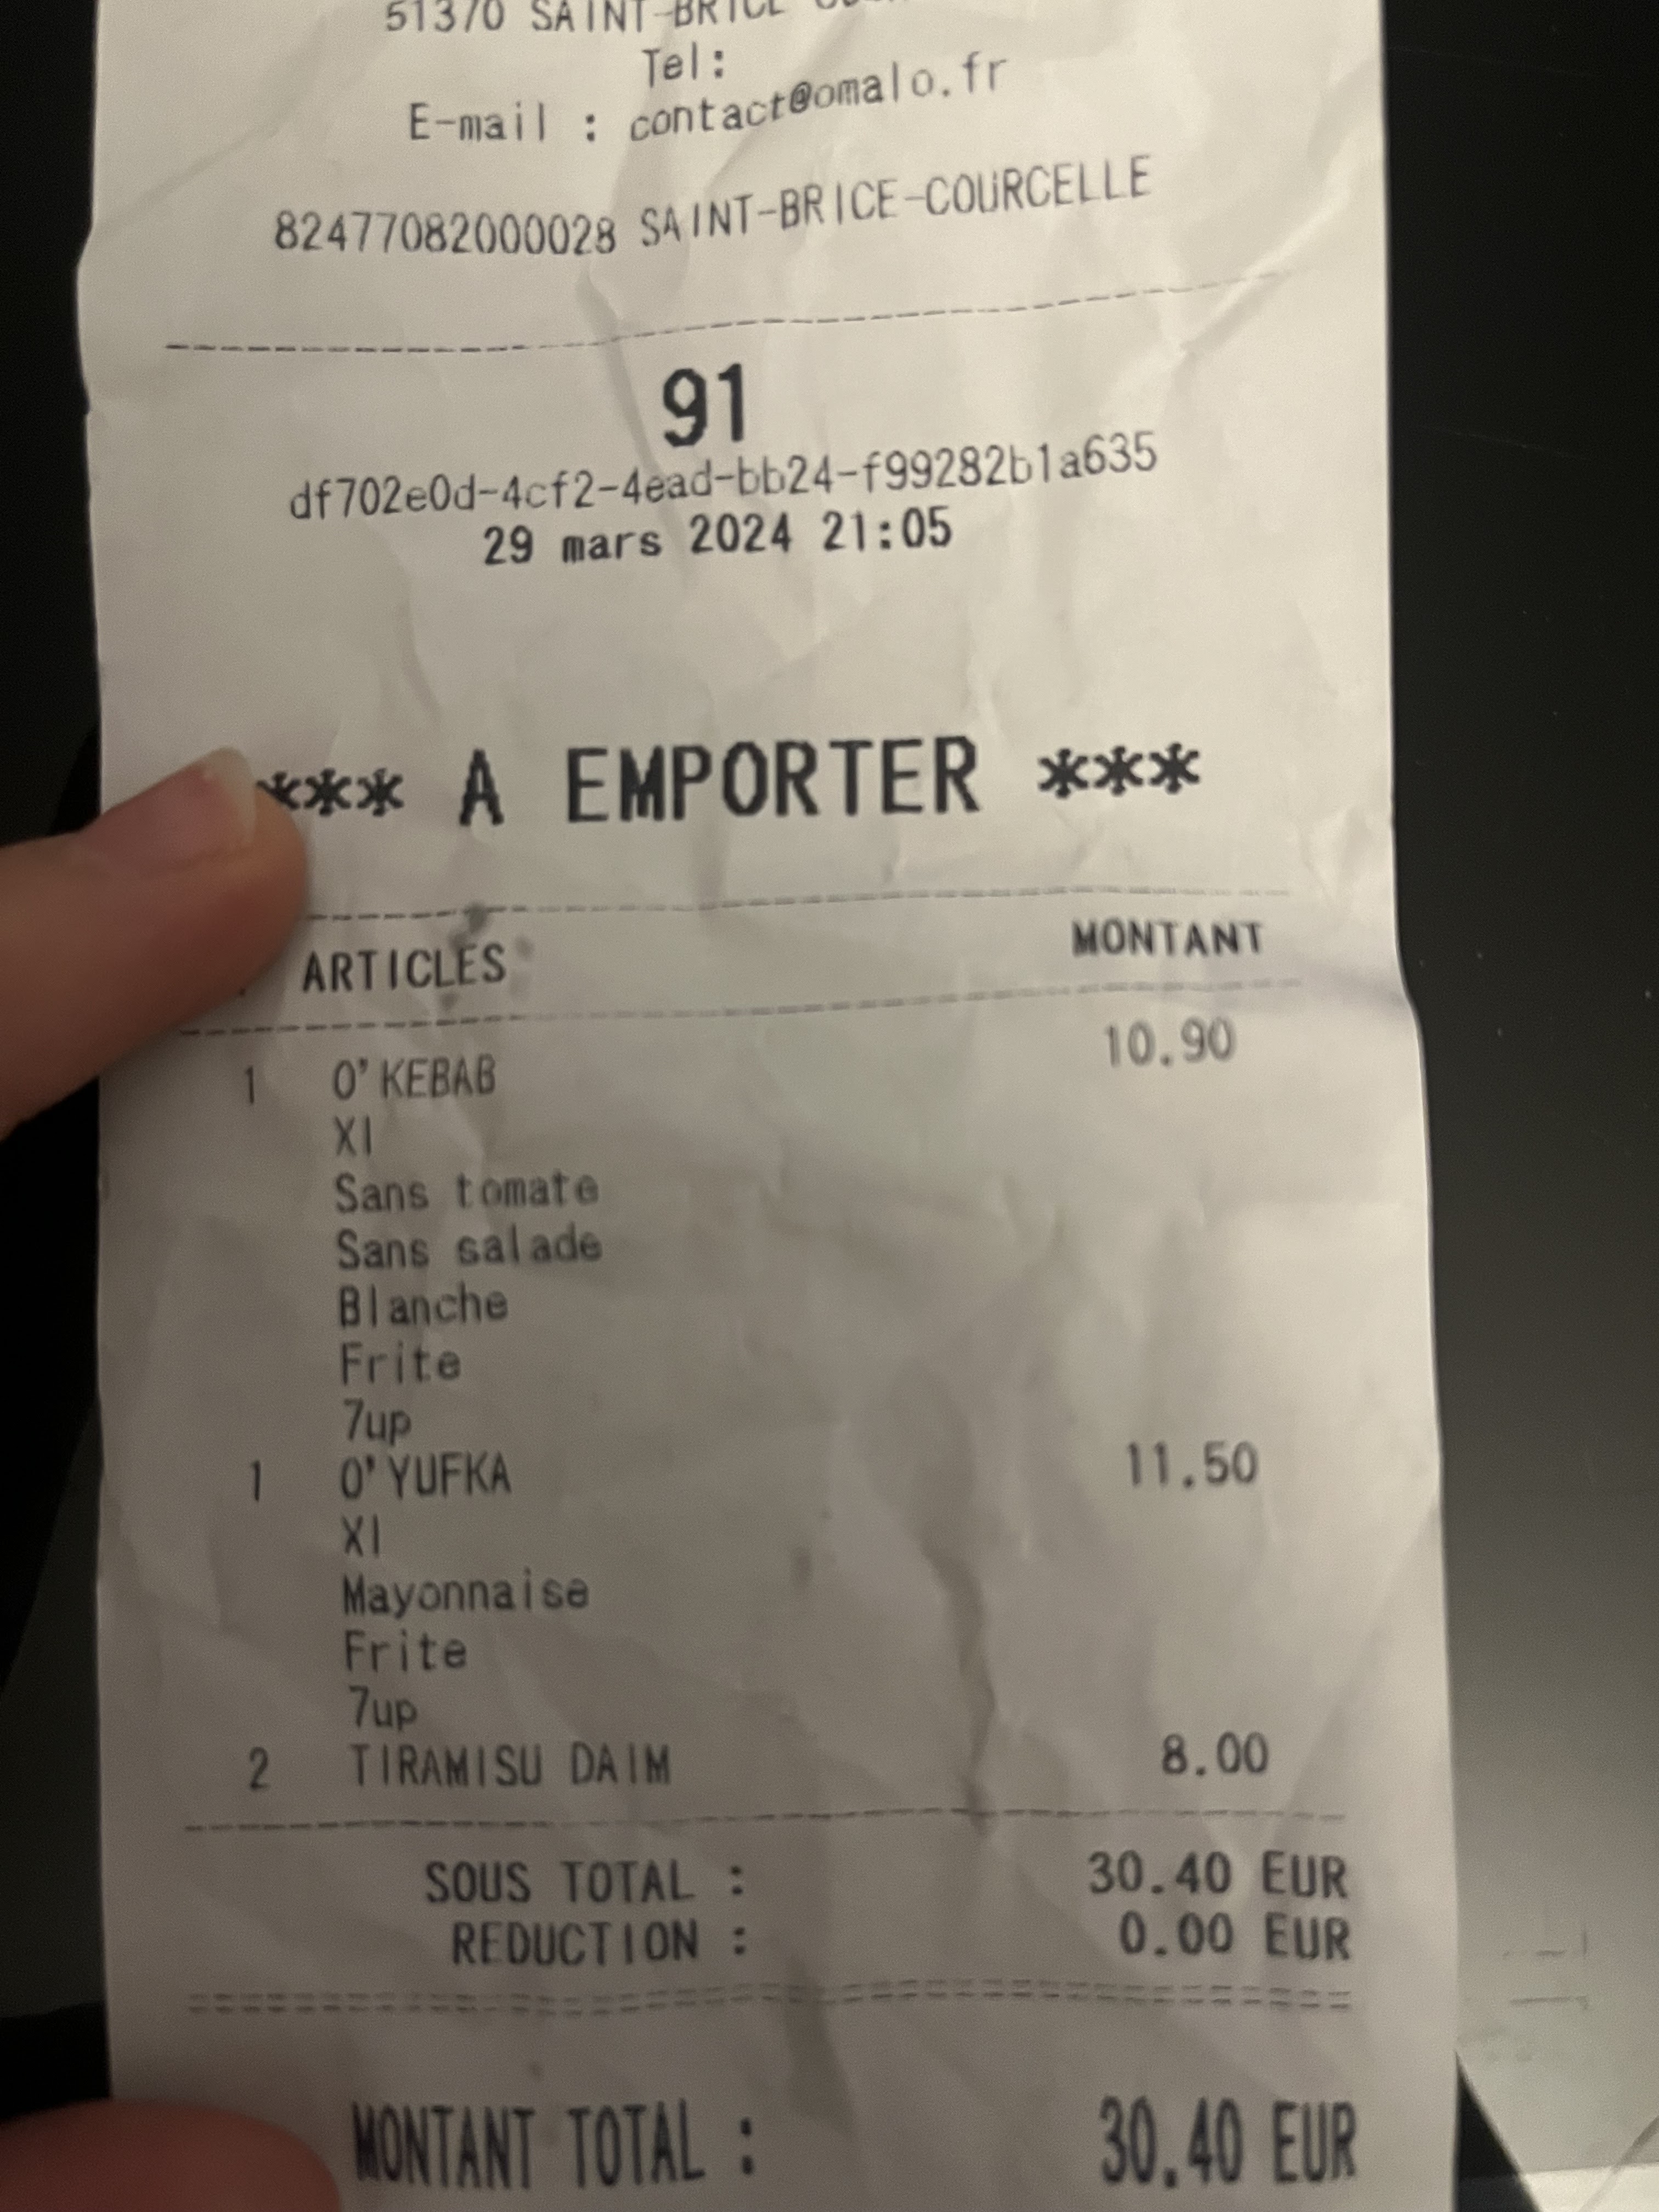 51370 SAINT-BRICE
Tel:
E-mail : contact@omalo.fr
82477082000028 SAINT-BRICE-COURCELLE
91
df702e0d-4cf2-4ead-bb24-f99282b1a635
29 mars 2024 21:05
*** A EMPORTER ***
ARTICLES MONTANT
1 O'KEBAB 10.90
Xl
Sans tomate
Sans salade
Blanche
Frite
7up
1 O'YUFKA 11.50
Xl
Mayonnaise
Frite
7up
2 TIRAMISU DAIM 8.00
SOUS TOTAL : 30.40 EUR
REDUCTION : 0.00 EUR
MONTANT TOTAL : 30.40 EUR